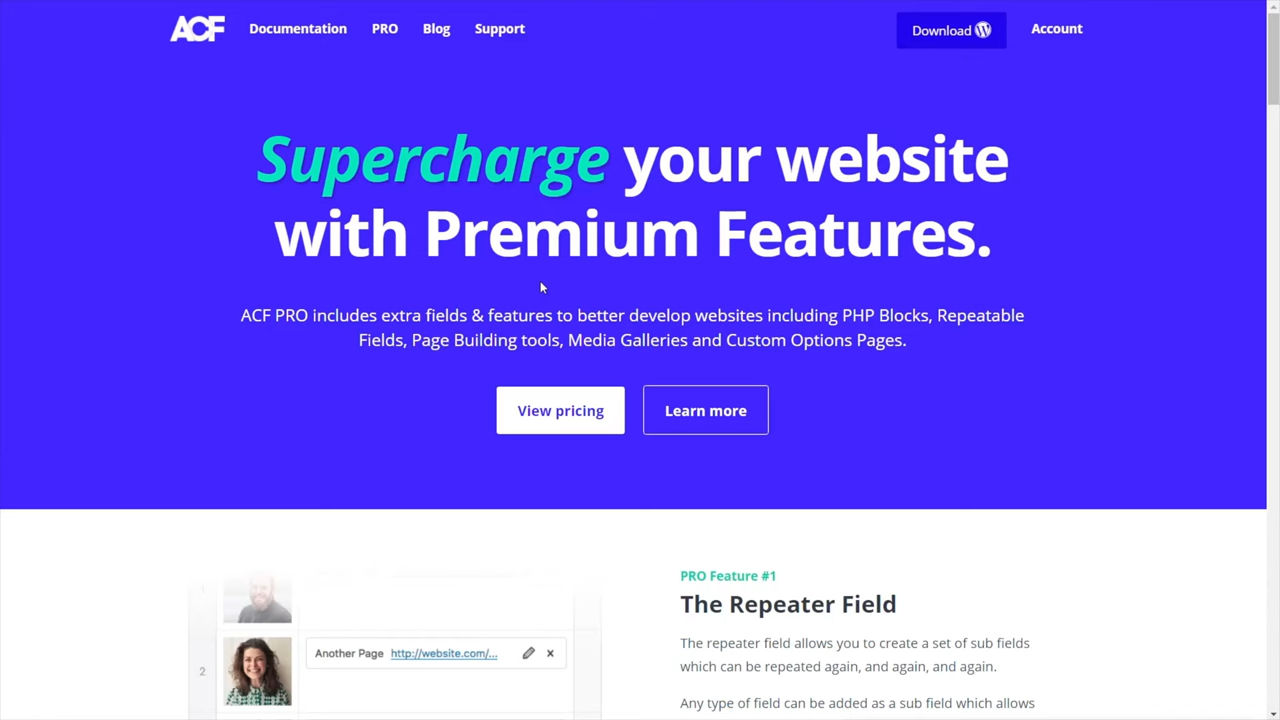 ACF Documentation PRO Blog Support Download Account
Supercharge your website
with Premium Features.
ACF PRO includes extra fields & features to better develop websites including PHP Blocks, Repeatable
Fields, Page Building tools, Media Galleries and Custom Options Pages.
View pricing Learn more
PRO Feature #1
The Repeater Field
The repeater field allows you to create a set of sub fields
which can be repeated again, and again, and again.
Any type of field can be added as a sub field which allows
1
2 Another Page http://website.com/...